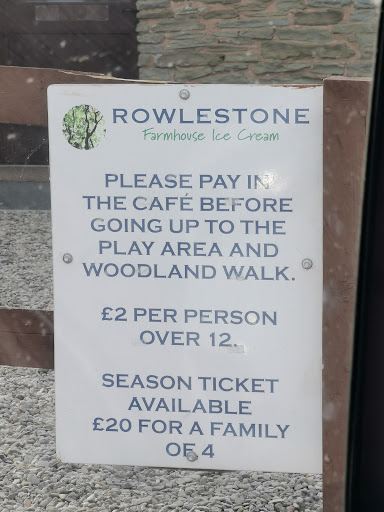 ROWLESTONE
Farmhouse Ice Cream
PLEASE PAY IN
THE CAFÉ BEFORE
GOING UP TO THE
PLAY AREA AND
WOODLAND WALK.
£2 PER PERSON
OVER 12.
SEASON TICKET
AVAILABLE
£20 FOR A FAMILY
OF 4